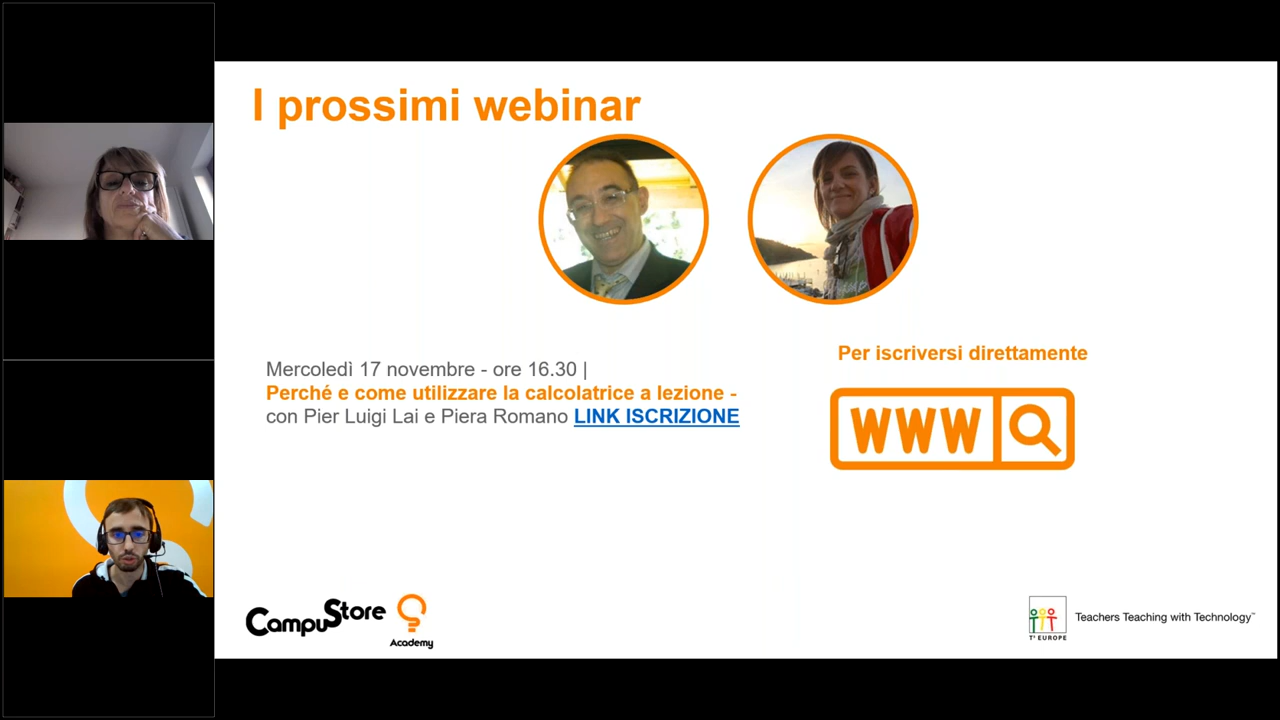 I prossimi webinar
Mercoledì 17 novembre - ore 16.30 |
Perché e come utilizzare la calcolatrice a lezione -
con Pier Luigi Lai e Piera Romano LINK ISCRIZIONE
Per iscriversi direttamente
WWW
CampuStore
Academy
T³ EUROPE
Teachers Teaching with Technology™